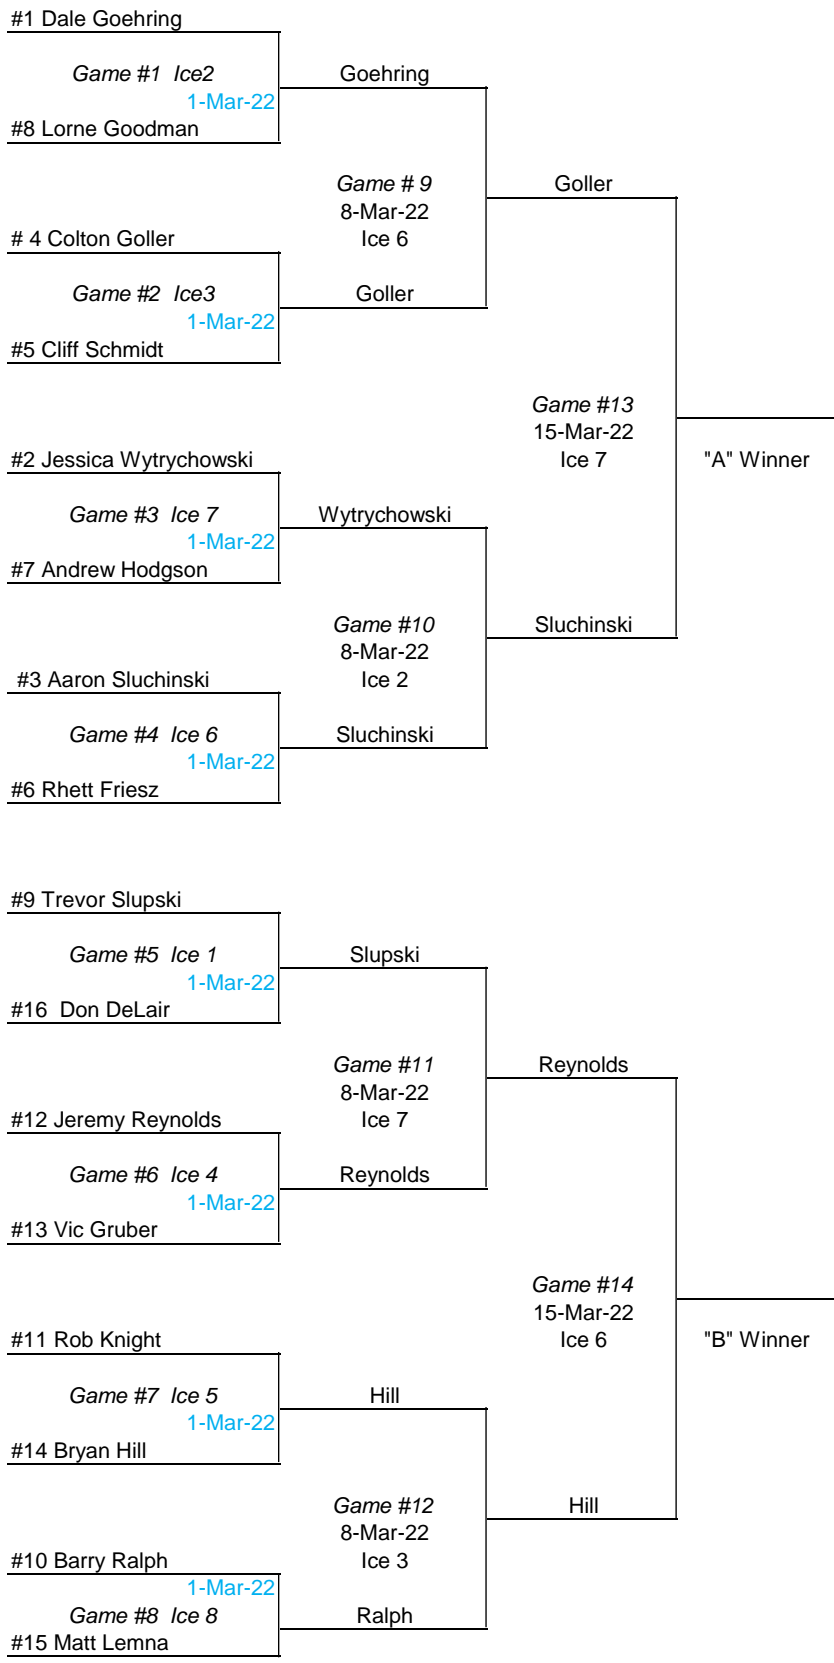 #1 Dale Goehring
Game #1  Ice2
Goehring
1-Mar-22
#8 Lorne Goodman
Game # 9
Goller
8-Mar-22
# 4 Colton Goller
Ice 6
Game #2  Ice3
Goller
1-Mar-22
#5 Cliff Schmidt
Game #13
15-Mar-22
#2 Jessica Wytrychowski
Ice 7
"A" Winner
Game #3  Ice 7
Wytrychowski
1-Mar-22
#7 Andrew Hodgson
Game #10
Sluchinski
8-Mar-22
#3 Aaron Sluchinski
Ice 2
Game #4  Ice 6
Sluchinski
1-Mar-22
#6 Rhett Friesz
#9 Trevor Slupski
Game #5  Ice 1
Slupski
1-Mar-22
#16  Don DeLair
Game #11
Reynolds
8-Mar-22
#12 Jeremy Reynolds
Ice 7
Game #6  Ice 4
Reynolds
1-Mar-22
#13 Vic Gruber
Game #14
15-Mar-22
#11 Rob Knight
Ice 6
"B" Winner
Game #7  Ice 5
Hill
1-Mar-22
#14 Bryan Hill
Game #12
Hill
8-Mar-22
#10 Barry Ralph
Ice 3
1-Mar-22
Game #8  Ice 8
Ralph
#15 Matt Lemna